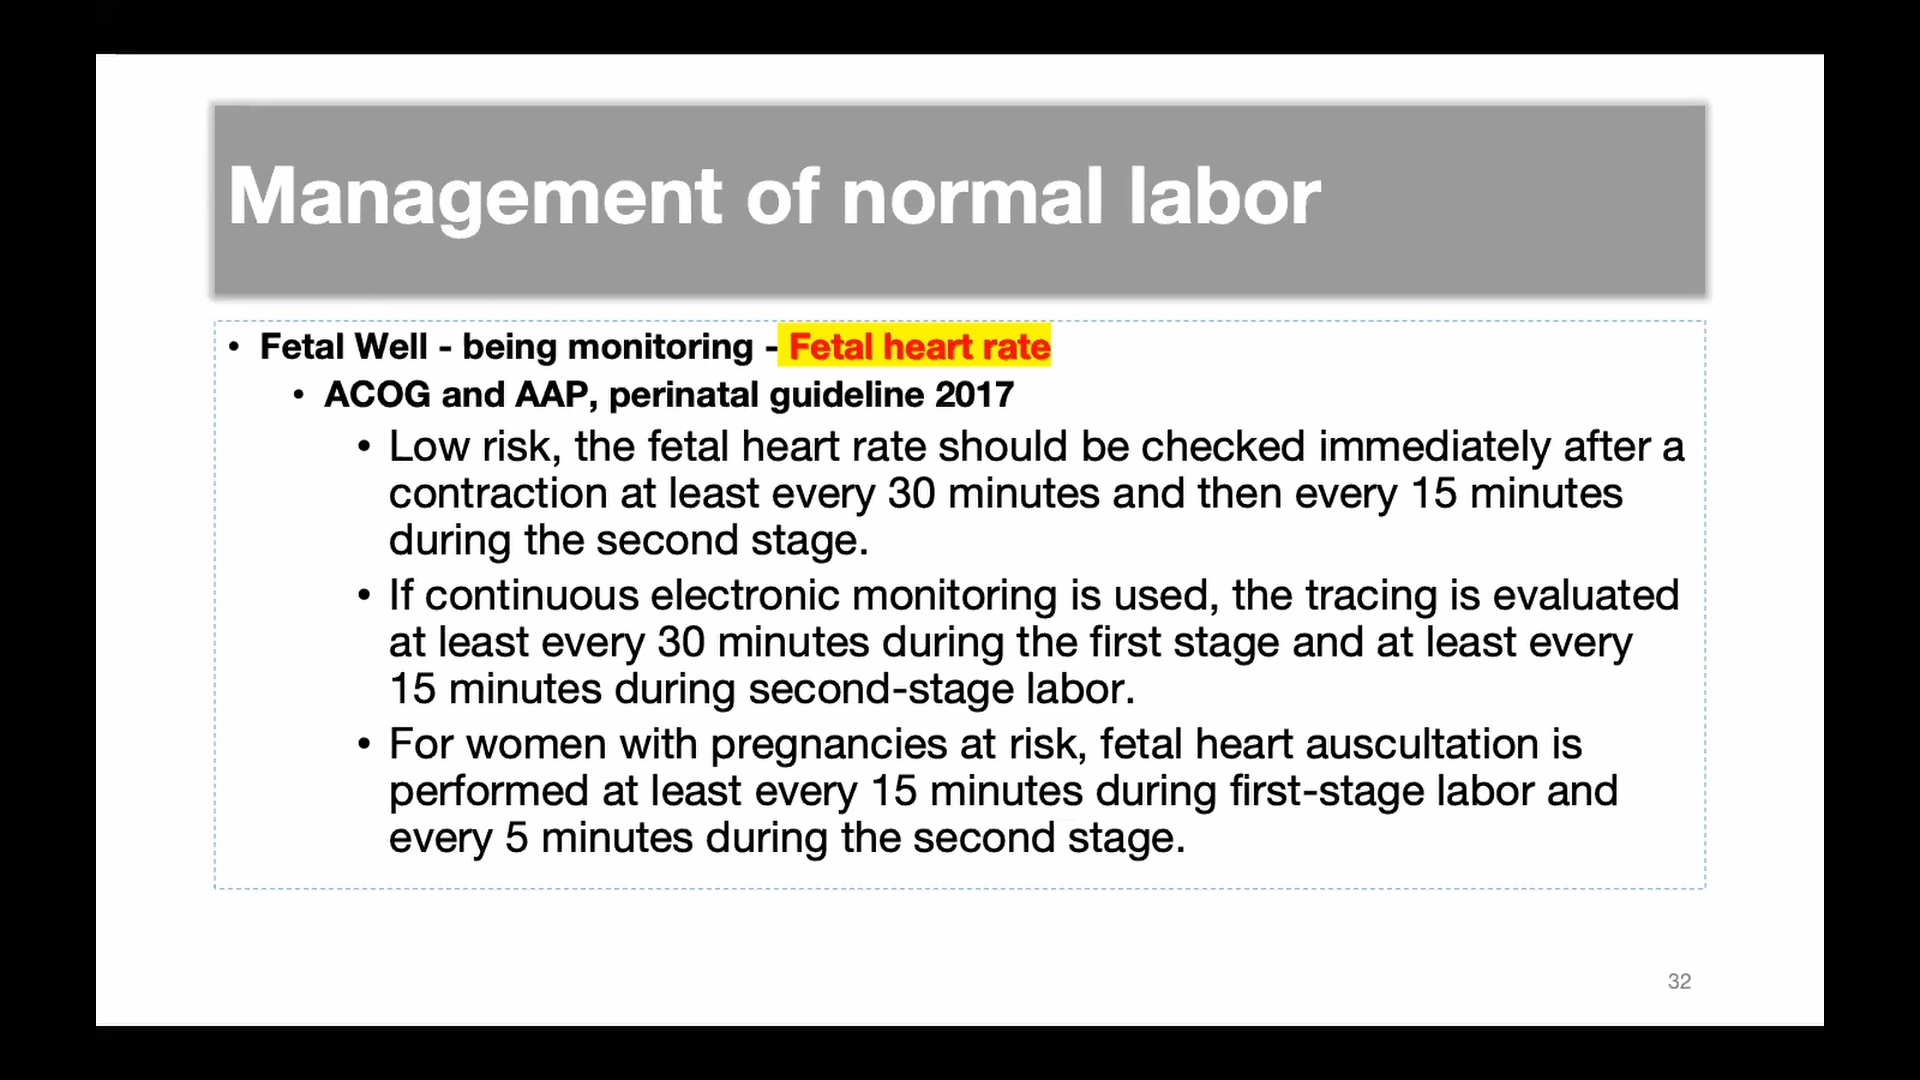 Management of normal labor
• Fetal Well - being monitoring - Fetal heart rate
• ACOG and AAP, perinatal guideline 2017
• Low risk, the fetal heart rate should be checked immediately after a
contraction at least every 30 minutes and then every 15 minutes
during the second stage.
• If continuous electronic monitoring is used, the tracing is evaluated
at least every 30 minutes during the first stage and at least every
15 minutes during second-stage labor.
• For women with pregnancies at risk, fetal heart auscultation is
performed at least every 15 minutes during first-stage labor and
every 5 minutes during the second stage.
32